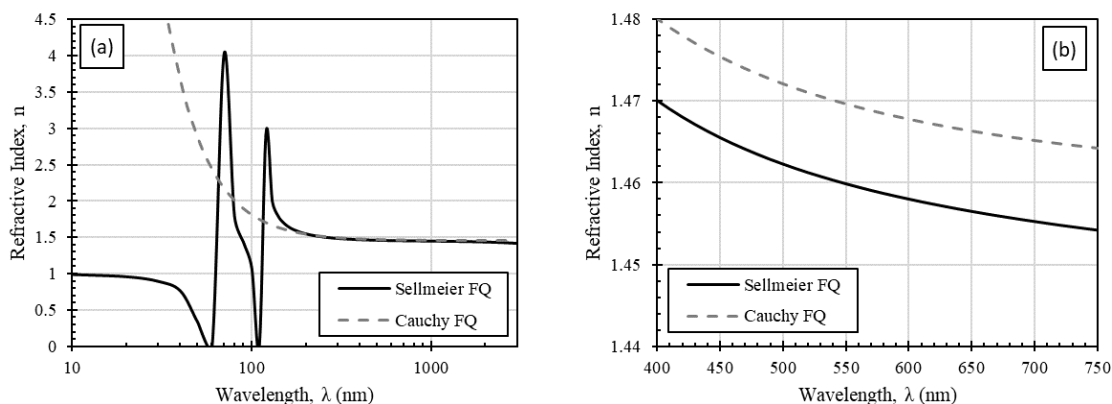 (a)
Refractive Index, n
4.5
4
3.5
3
2.5
2
1.5
1
0.5
0
10
100
1000
Wavelength, λ (nm)
Sellmeier FQ
Cauchy FQ
(b)
Refractive Index, n
1.48
1.47
1.46
1.45
1.44
400
450
500
550
600
650
700
750
Wavelength, λ (nm)
Sellmeier FQ
Cauchy FQ